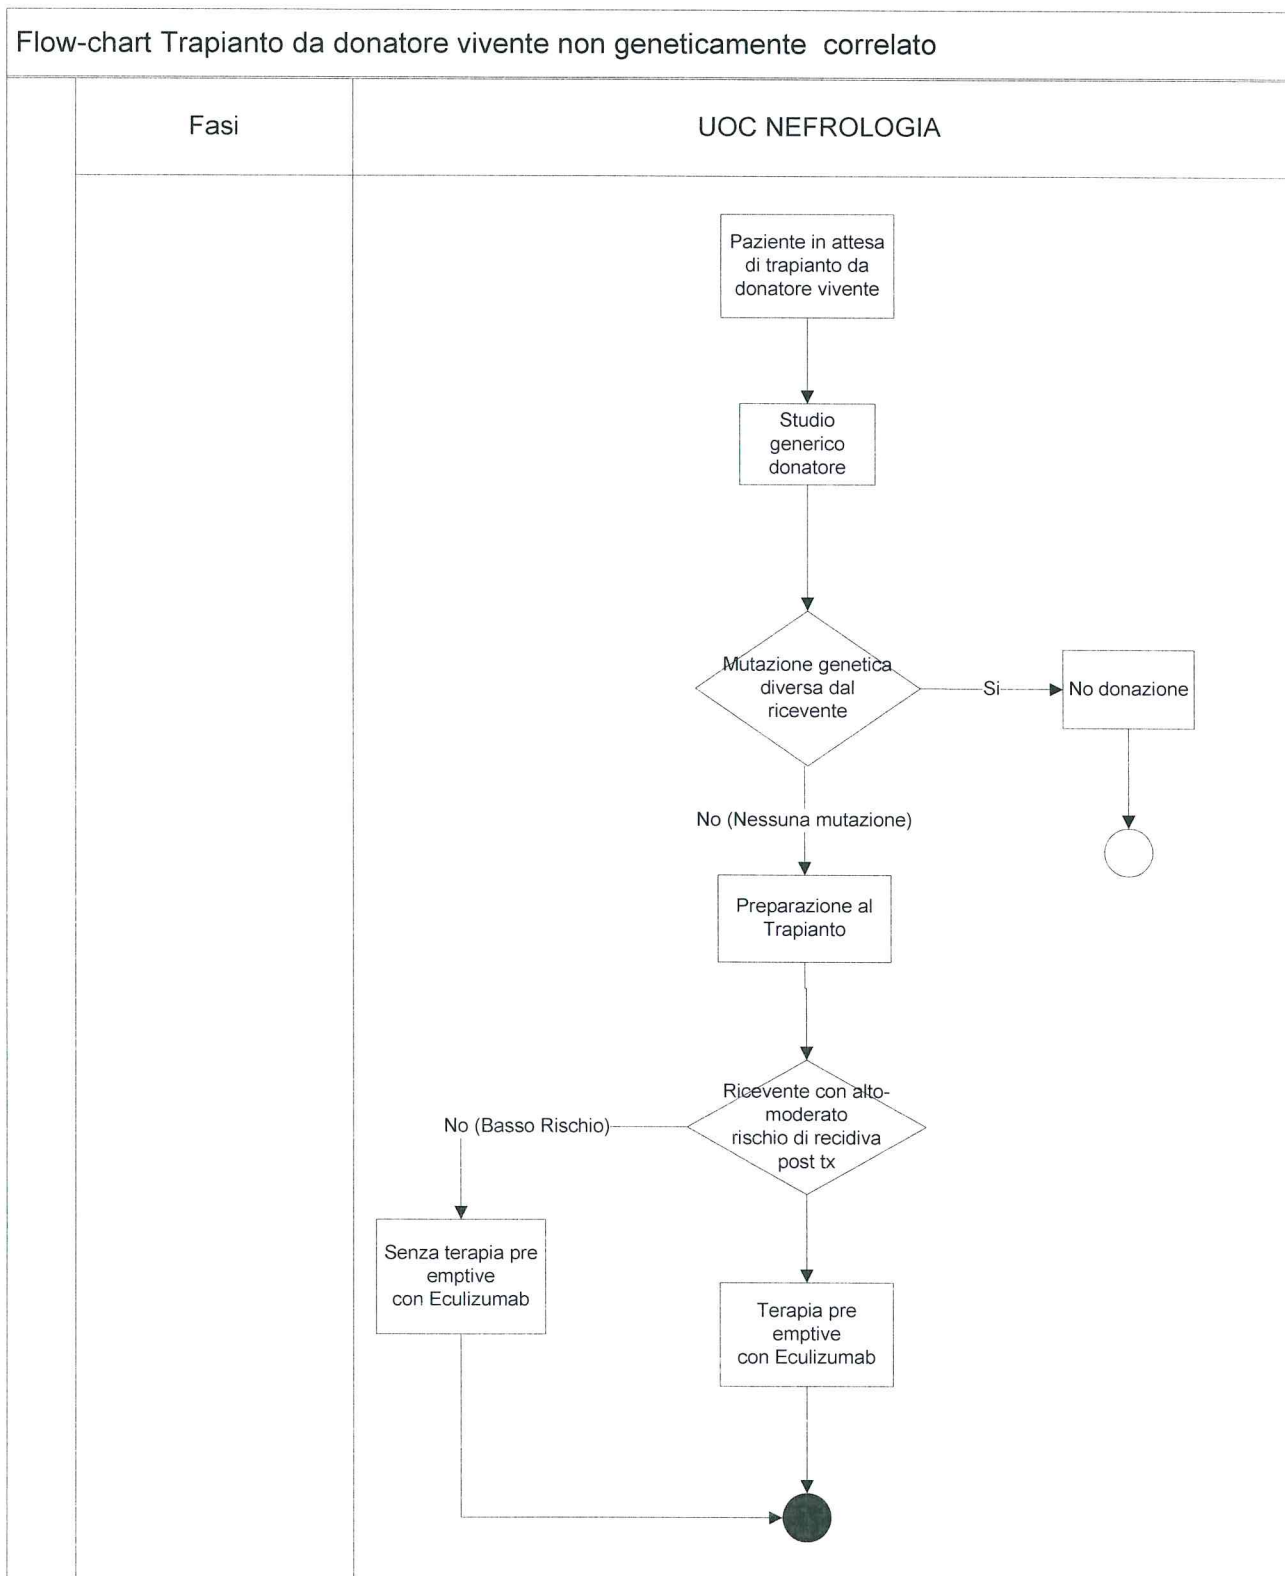 Flow-chart Trapianto da donatore vivente non geneticamente correlato
Fasi
UOC NEFROLOGIA
Paziente in attesa
di trapianto da
donatore vivente
Studio
generico
donatore
Mutazione genetica
diversa dal
ricevente
Si
No donazione
No (Nessuna mutazione)
Preparazione al
Trapianto
Ricevente con alto-
moderato
rischio di recidiva
post tx
No (Basso Rischio)
Senza terapia pre
emptive
con Eculizumab
Terapia pre
emptive
con Eculizumab